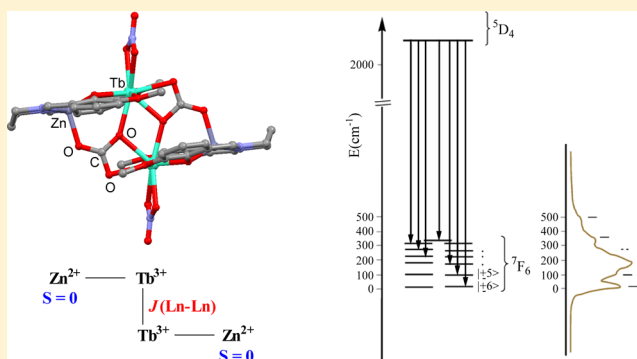 Tb
Zn
O
O
C
O
Zn²⁺ Tb³⁺
S = 0
J(Ln-Ln)
Tb³⁺ Zn²⁺
S = 0
E(cm⁻¹)
⁵D₄
2000
500
400
300
200
100
0
|±5>
|±6>
⁷F₆
500
400
300
200
100
0